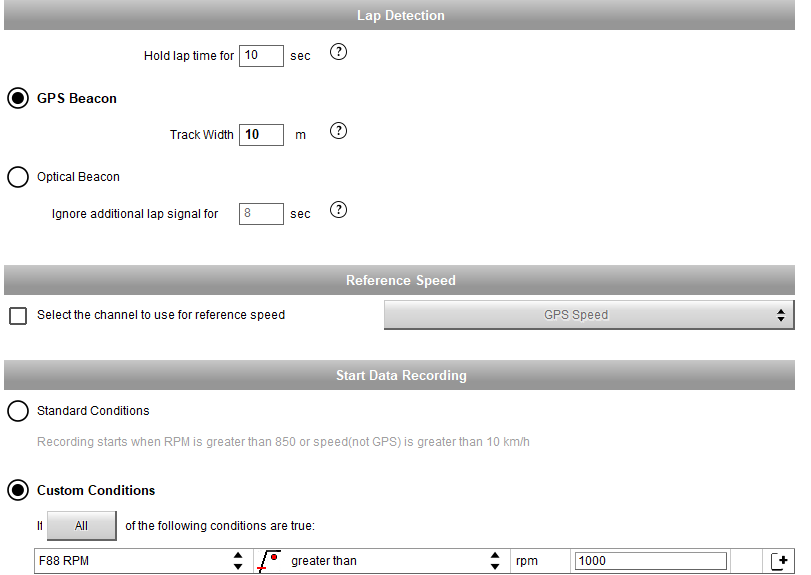 Lap Detection
Hold lap time for 10 sec ?
GPS Beacon
Track Width 10 m ?
Optical Beacon
Ignore additional lap signal for 8 sec ?
Reference Speed
Select the channel to use for reference speed GPS Speed
Start Data Recording
Standard Conditions
Recording starts when RPM is greater than 850 or speed(not GPS) is greater than 10 km/h
Custom Conditions
If All of the following conditions are true:
F88 RPM greater than rpm 1000